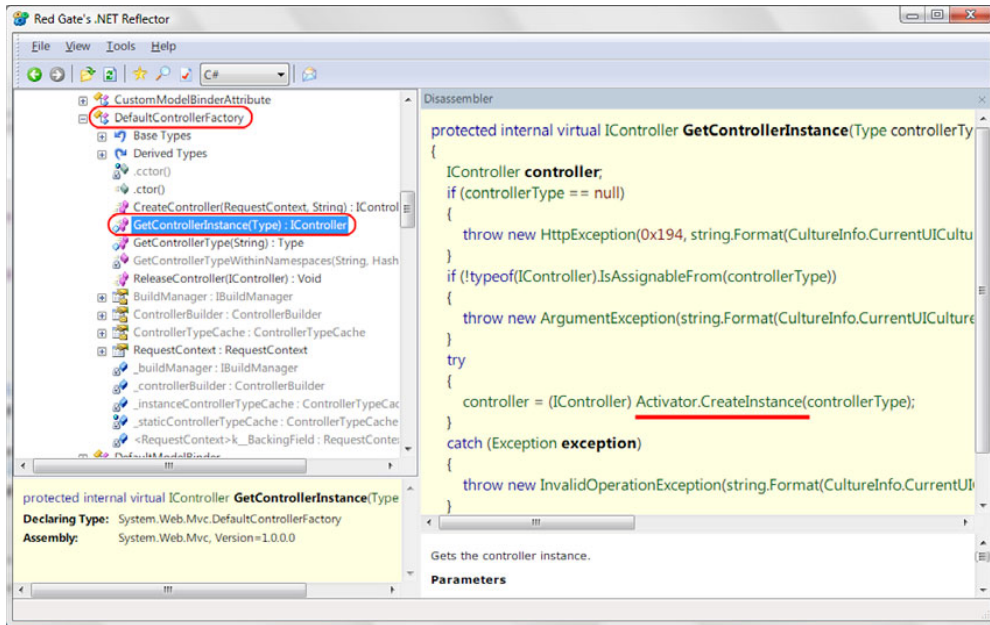 Red Gate's .NET Reflector
File View Tools Help
C#
CustomModelBinderAttribute
DefaultControllerFactory
Base Types
Derived Types
.cctor()
.ctor()
CreateController(RequestContext, String) : IControl
GetControllerInstance(Type) : IController
GetControllerType(String) : Type
GetControllerTypeWithinNamespaces(String, Hash
ReleaseController(IController) : Void
BuildManager : IBuildManager
ControllerBuilder : ControllerBuilder
ControllerTypeCache : ControllerTypeCache
RequestContext : RequestContext
_buildManager : IBuildManager
_controllerBuilder : ControllerBuilder
_instanceControllerTypeCache : ControllerTypeCac
_staticControllerTypeCache : ControllerTypeCache
<RequestContext>k__BackingField : RequestConte
DefaultModelBinder
protected internal virtual IController GetControllerInstance(Type
Declaring Type: System.Web.Mvc.DefaultControllerFactory
Assembly: System.Web.Mvc, Version=1.0.0.0
Disassembler
protected internal virtual IController GetControllerInstance(Type controllerTy
{
IController controller;
if (controllerType == null)
{
throw new HttpException(0x194, string.Format(CultureInfo.CurrentUICultu
}
if (!typeof(IController).IsAssignableFrom(controllerType))
{
throw new ArgumentException(string.Format(CultureInfo.CurrentUICulture
}
try
{
controller = (IController) Activator.CreateInstance(controllerType);
}
catch (Exception exception)
{
throw new InvalidOperationException(string.Format(CultureInfo.CurrentUI
}
Gets the controller instance.
Parameters